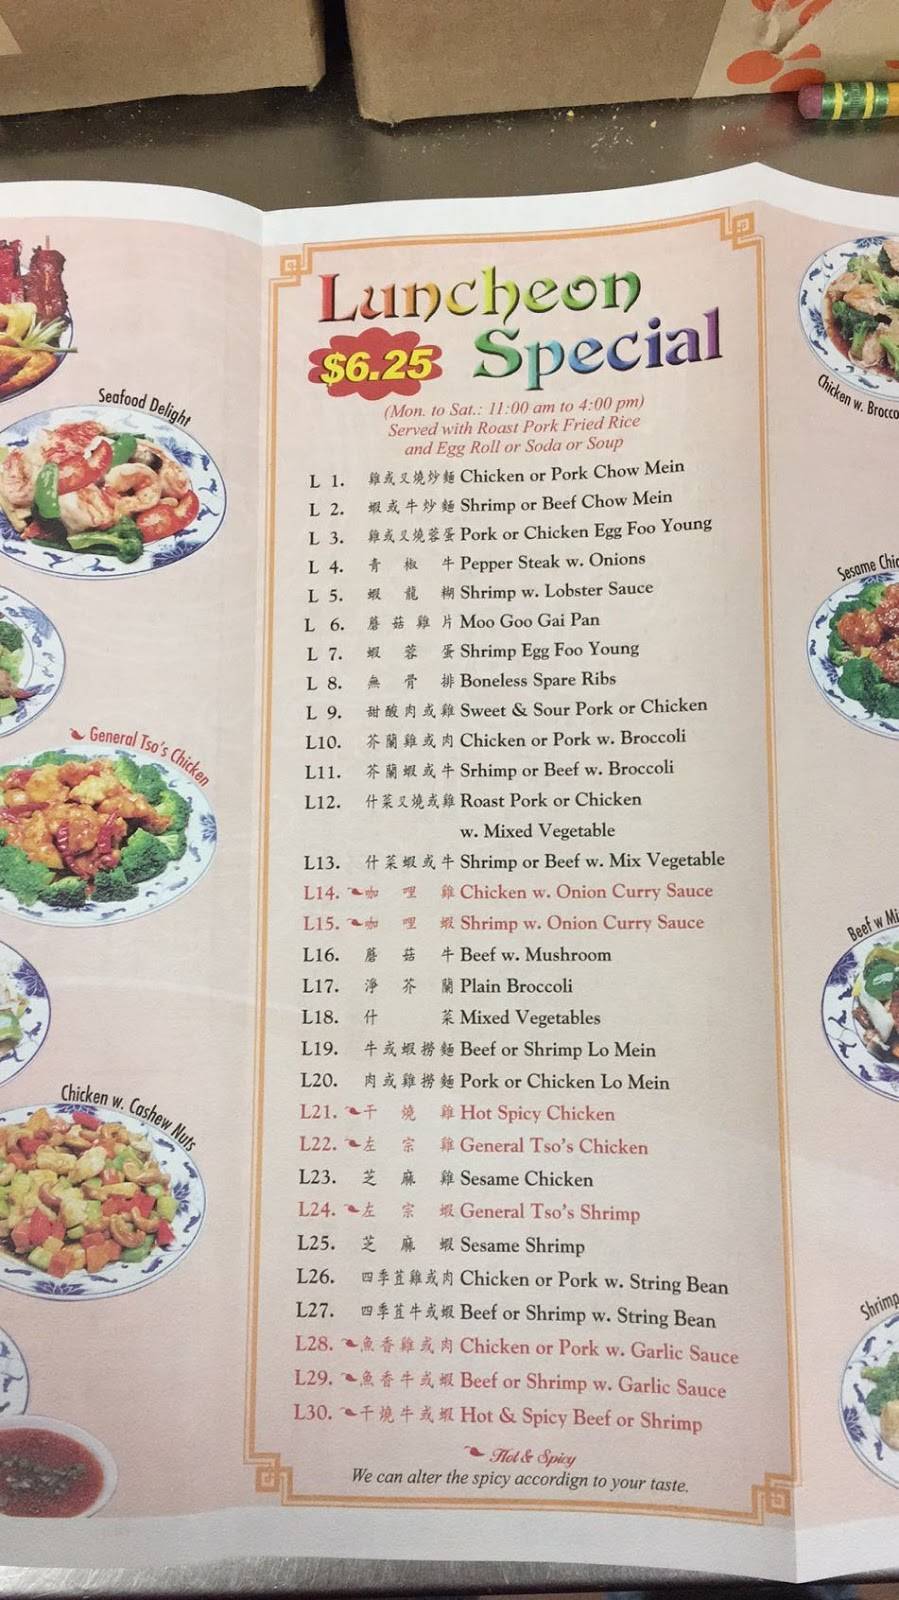 Luncheon
$6.25 Special
(Mon. to Sat.: 11:00 am to 4:00 pm)
Served with Roast Pork Fried Rice
and Egg Roll or Soda or Soup
L 1. 雞或叉燒炒麵 Chicken or Pork Chow Mein
L 2. 蝦或牛炒麵 Shrimp or Beef Chow Mein
L 3. 雞或叉燒蓉蛋 Pork or Chicken Egg Foo Young
L 4. 青椒牛 Pepper Steak w. Onions
L 5. 蝦龍糊 Shrimp w. Lobster Sauce
L 6. 蘑菇雞片 Moo Goo Gai Pan
L 7. 蝦蓉蛋 Shrimp Egg Foo Young
L 8. 無骨排 Boneless Spare Ribs
L 9. 甜酸肉或雞 Sweet & Sour Pork or Chicken
L10. 芥蘭雞或肉 Chicken or Pork w. Broccoli
L11. 芥蘭蝦或牛 Srhimp or Beef w. Broccoli
L12. 什菜叉燒或雞 Roast Pork or Chicken
w. Mixed Vegetable
L13. 什菜蝦或牛 Shrimp or Beef w. Mix Vegetable
L14. 咖哩雞 Chicken w. Onion Curry Sauce
L15. 咖哩蝦 Shrimp w. Onion Curry Sauce
L16. 蘑菇牛 Beef w. Mushroom
L17. 淨芥蘭 Plain Broccoli
L18. 什菜 Mixed Vegetables
L19. 牛或蝦撈麵 Beef or Shrimp Lo Mein
L20. 肉或雞撈麵 Pork or Chicken Lo Mein
L21. 干燒雞 Hot Spicy Chicken
L22. 左宗雞 General Tso's Chicken
L23. 芝麻雞 Sesame Chicken
L24. 左宗蝦 General Tso's Shrimp
L25. 芝麻蝦 Sesame Shrimp
L26. 四季荳雞或肉 Chicken or Pork w. String Bean
L27. 四季荳牛或蝦 Beef or Shrimp w. String Bean
L28. 魚香雞或肉 Chicken or Pork w. Garlic Sauce
L29. 魚香牛或蝦 Beef or Shrimp w. Garlic Sauce
L30. 干燒牛或蝦 Hot & Spicy Beef or Shrimp
Hot & Spicy
We can alter the spicy accordign to your taste.
Seafood Delight
General Tso's Chicken
Chicken w. Cashew Nuts
Chicken w. Brocco
Sesame Chic
Beef w Mi
Shrimp